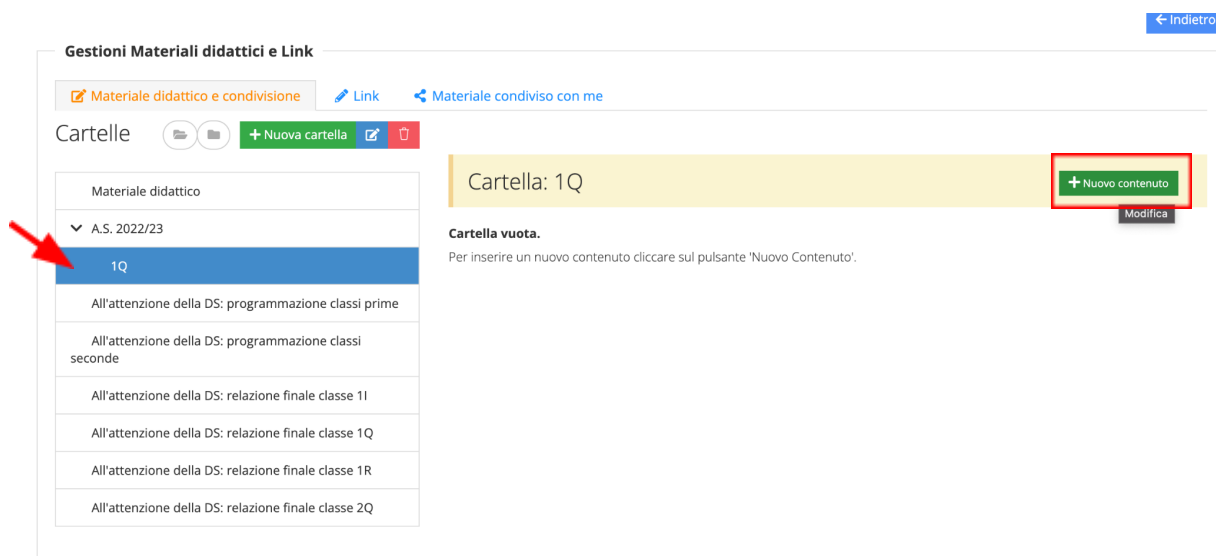 Indietro
Gestioni Materiali didattici e Link
Materiale didattico e condivisione
Link
Materiale condiviso con me
Cartelle
+ Nuova cartella
Cartella: 1Q
+ Nuovo contenuto
Modifica
Materiale didattico
A.S. 2022/23
1Q
All'attenzione della DS: programmazione classi prime
All'attenzione della DS: programmazione classi
seconde
All'attenzione della DS: relazione finale classe 1I
All'attenzione della DS: relazione finale classe 1Q
All'attenzione della DS: relazione finale classe 1R
All'attenzione della DS: relazione finale classe 2Q
Cartella vuota.
Per inserire un nuovo contenuto cliccare sul pulsante 'Nuovo Contenuto'.